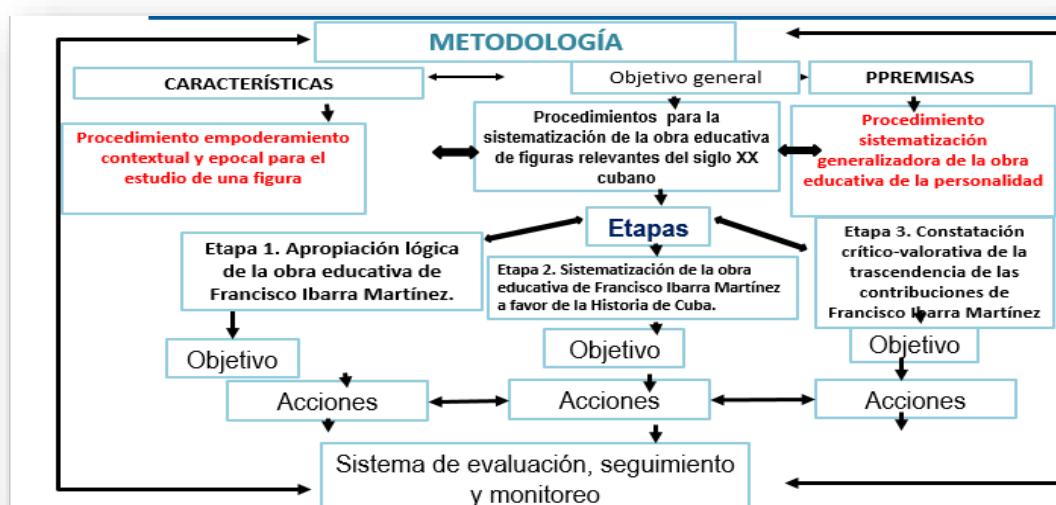 METODOLOGÍA
CARACTERÍSTICAS
Objetivo general
PPREMISAS
Procedimiento empoderamiento
contextual y epocal para el
estudio de una figura
Procedimientos para la
sistematización de la obra educativa
de figuras relevantes del siglo XX
cubano
Procedimiento
sistematización
generalizadora de la obra
educativa de la personalidad
Etapas
Etapa 1. Apropiación lógica
de la obra educativa de
Francisco Ibarra Martínez.
Etapa 2. Sistematización de la obra
educativa de Francisco Ibarra Martínez
a favor de la Historia de Cuba.
Etapa 3. Constatación
crítico-valorativa de la
trascendencia de las
contribuciones de
Francisco Ibarra Martínez
Objetivo
Objetivo
Objetivo
Acciones
Acciones
Acciones
Sistema de evaluación, seguimiento
y monitoreo